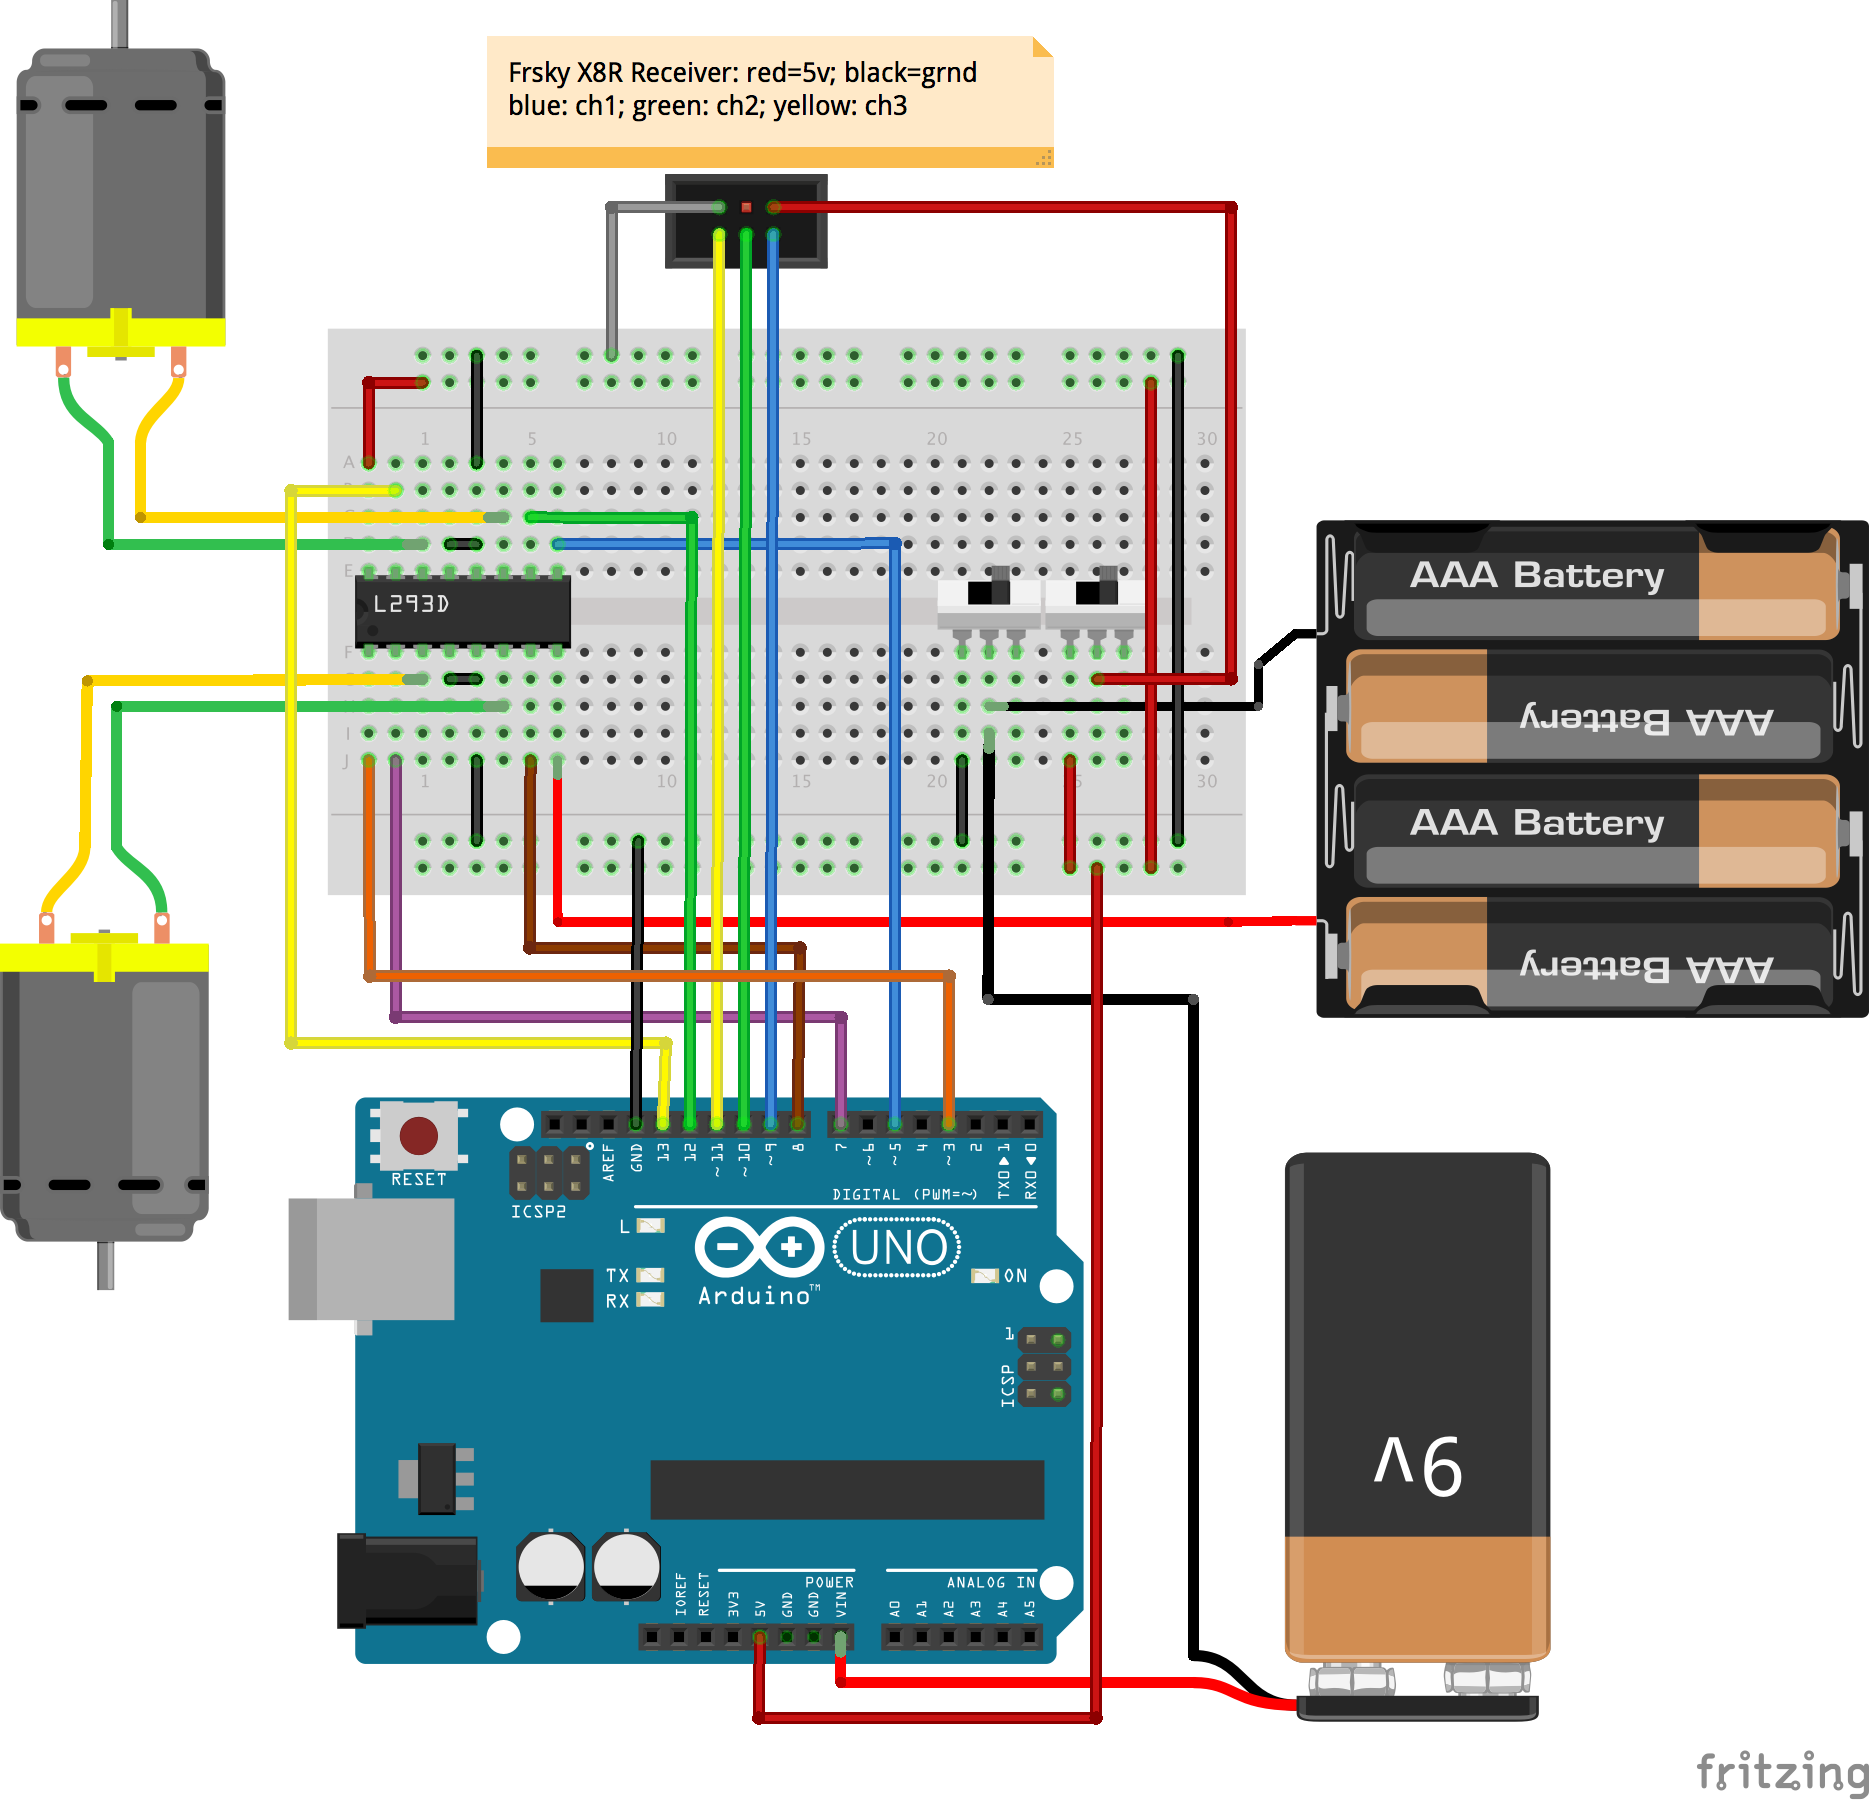 Frsky X8R Receiver: red=5v; black=grnd
blue: ch1; green: ch2; yellow: ch3
1 5 10 15 20 25 30
A
E
L293D
F
I
J
1 10 15 20 30
AAA Battery
AAA Battery
AAA Battery
AAA Battery
RESET
ICSP2
AREF
GND
13
12
~11
~10
~9
8
7
~6
~5
4
~3
2
TX0▶1
RX0◀0
DIGITAL (PWM=~)
L
TX
RX
UNO
Arduino™
ON
1
ICSP
POWER
ANALOG IN
IOREF
RESET
3V3
5V
GND
GND
VIN
A0
A1
A2
A3
A4
A5
9V
fritzing